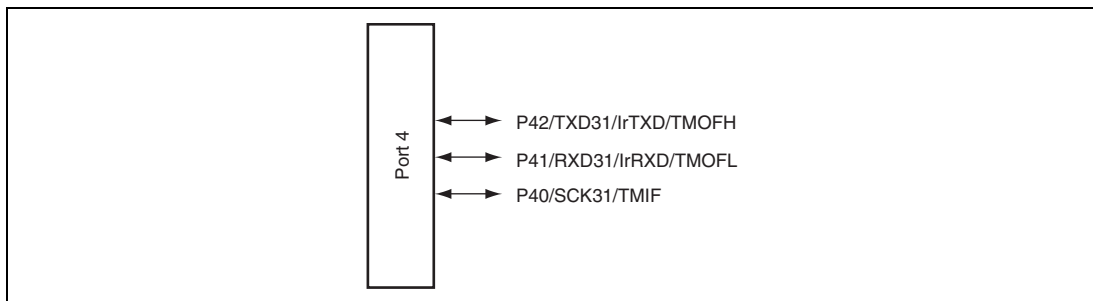 Port 4
P42/TXD31/IrTXD/TMOFH
P41/RXD31/IrRXD/TMOFL
P40/SCK31/TMIF